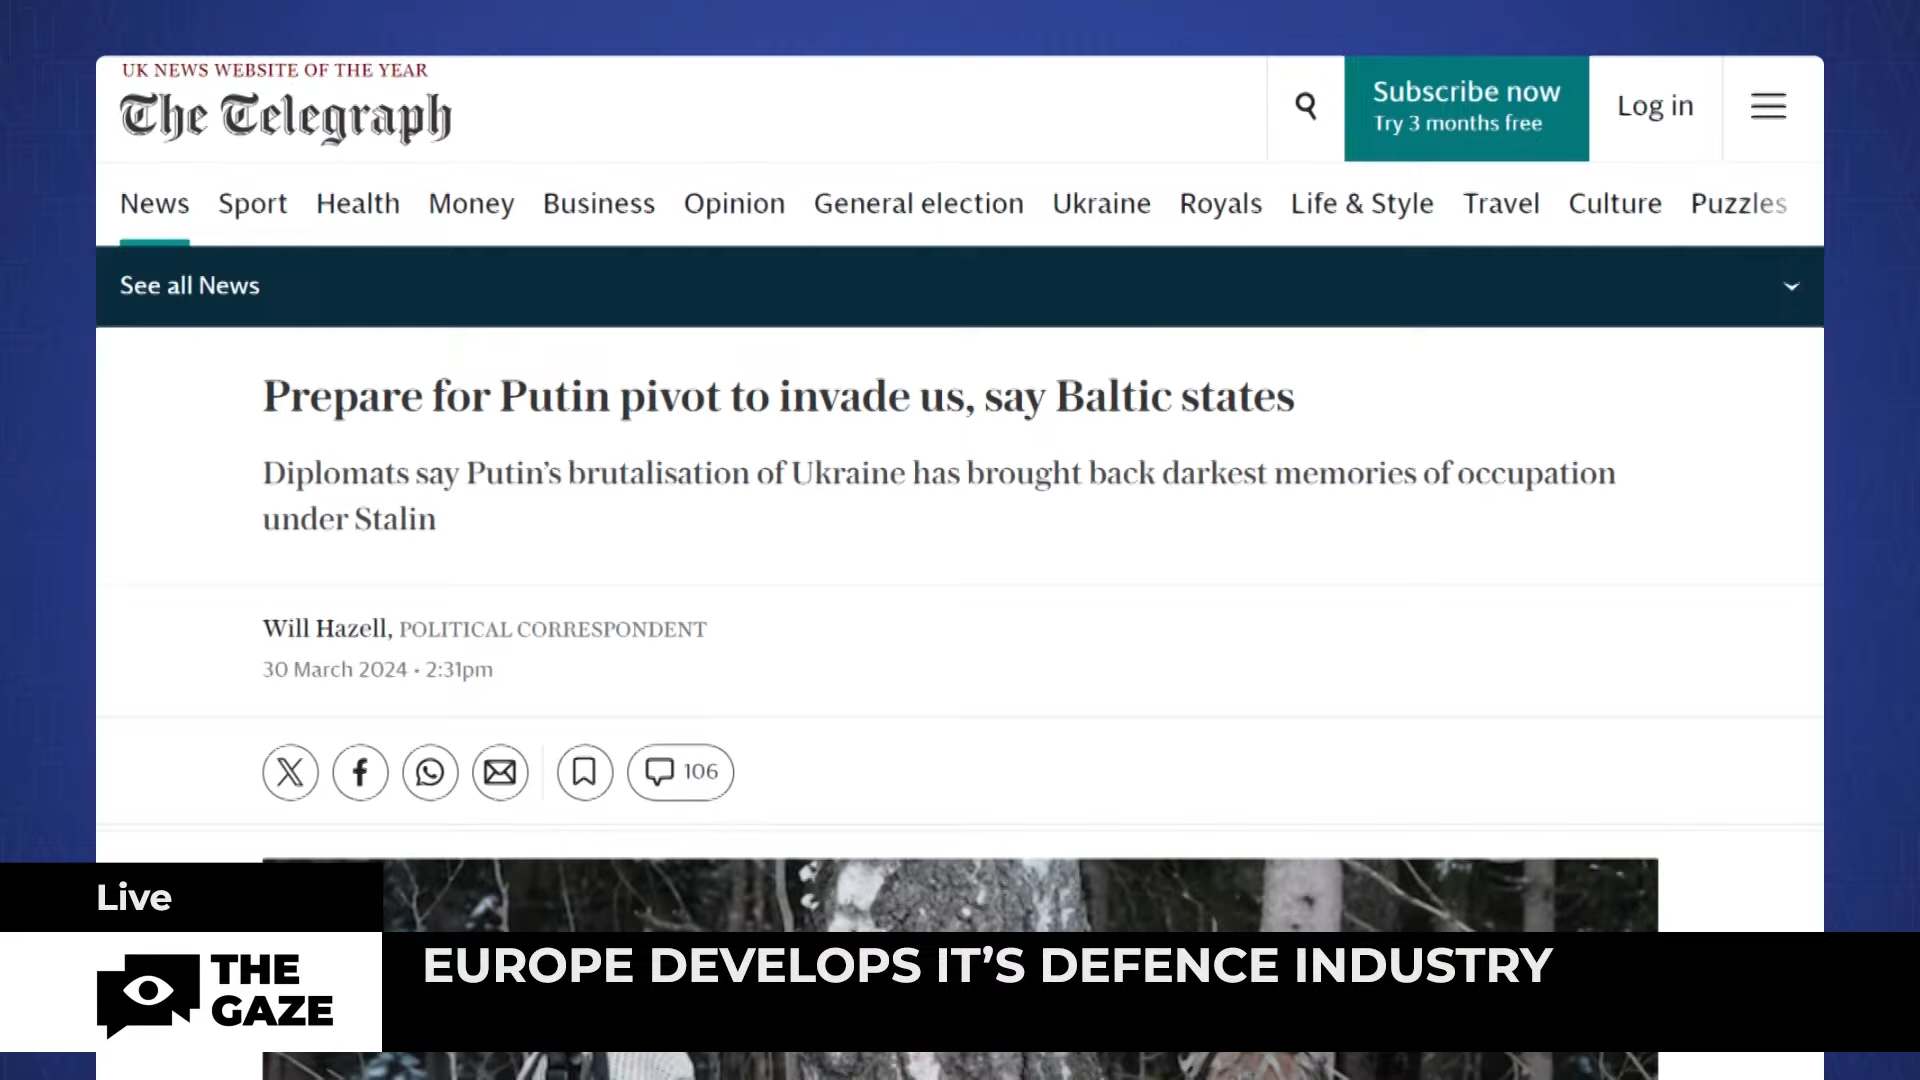 UK NEWS WEBSITE OF THE YEAR
The Telegraph
Subscribe now
Try 3 months free
Log in
News Sport Health Money Business Opinion General election Ukraine Royals Life & Style Travel Culture Puzzles
See all News
Prepare for Putin pivot to invade us, say Baltic states
Diplomats say Putin’s brutalisation of Ukraine has brought back darkest memories of occupation
under Stalin
Will Hazell, POLITICAL CORRESPONDENT
30 March 2024 • 2:31pm
106
Live
THE
GAZE
EUROPE DEVELOPS IT’S DEFENCE INDUSTRY